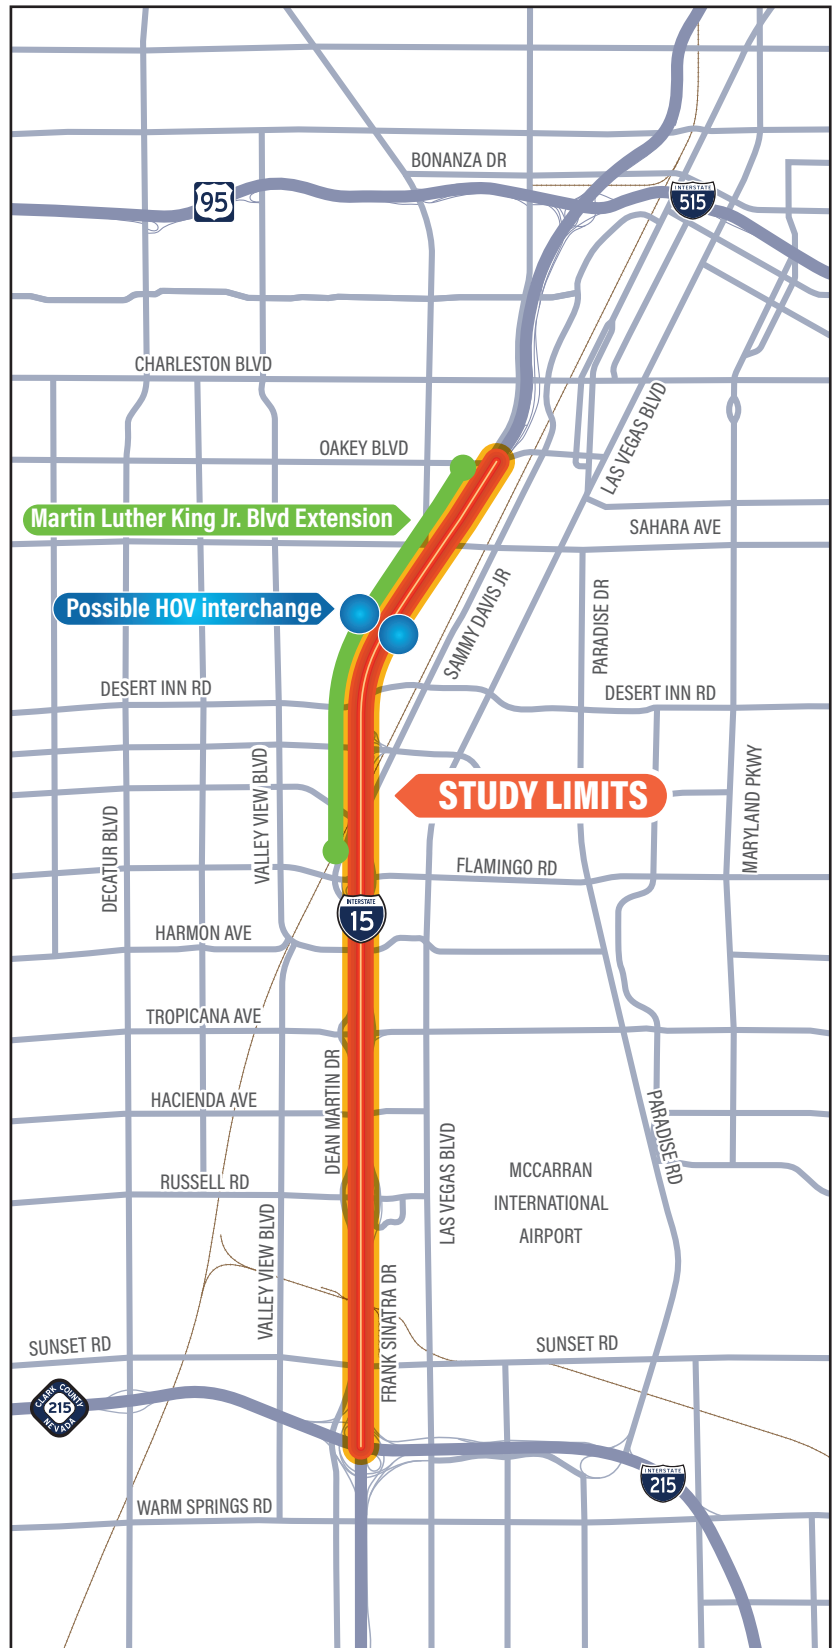 BONANZA DR
95
INTERSTATE
515
CHARLESTON BLVD
LAS VEGAS BLVD
OAKEY BLVD
Martin Luther King Jr. Blvd Extension
SAHARA AVE
SAMMY DAVIS JR
PARADISE DR
Possible HOV interchange
DESERT INN RD
DESERT INN RD
VALLEY VIEW BLVD
MARYLAND PKWY
STUDY LIMITS
DECATUR BLVD
FLAMINGO RD
INTERSTATE
15
HARMON AVE
TROPICANA AVE
DEAN MARTIN DR
HACIENDA AVE
PARADISE RD
LAS VEGAS BLVD
MCCARRAN
INTERNATIONAL
AIRPORT
RUSSELL RD
VALLEY VIEW BLVD
FRANK SINATRA DR
SUNSET RD
SUNSET RD
CLARK COUNTY
215
NEVADA
INTERSTATE
215
WARM SPRINGS RD